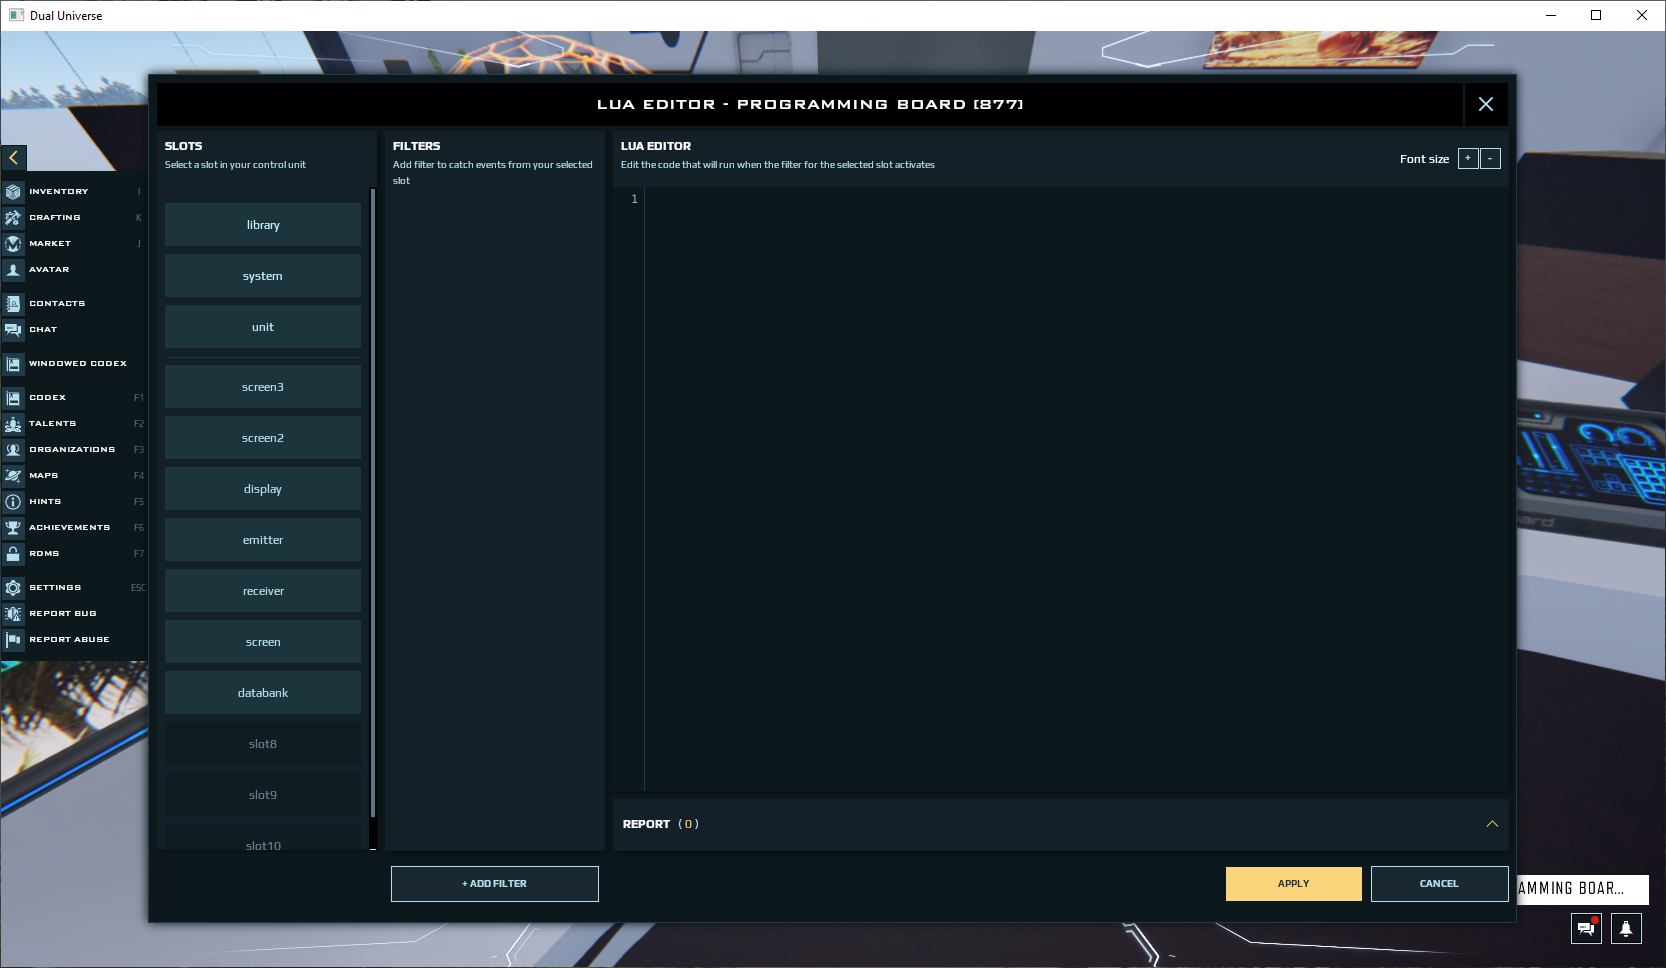 Dual Universe
LUA EDITOR - PROGRAMMING BOARD [877]
SLOTS
Select a slot in your control unit
FILTERS
Add filter to catch events from your selected
slot
LUA EDITOR
Edit the code that will run when the filter for the selected slot activates
Font size + -
1
INVENTORY I
CRAFTING K
MARKET J
AVATAR
CONTACTS
CHAT
WINDOWED CODEX
CODEX F1
TALENTS F2
ORGANIZATIONS F3
MAPS F4
HINTS F5
ACHIEVEMENTS F6
RDMS F7
SETTINGS ESC
REPORT BUG
REPORT ABUSE
library
system
unit
screen3
screen2
display
emitter
receiver
screen
databank
slot8
slot9
slot10
REPORT (0)
+ ADD FILTER
APPLY
CANCEL
AMMING BOAR...